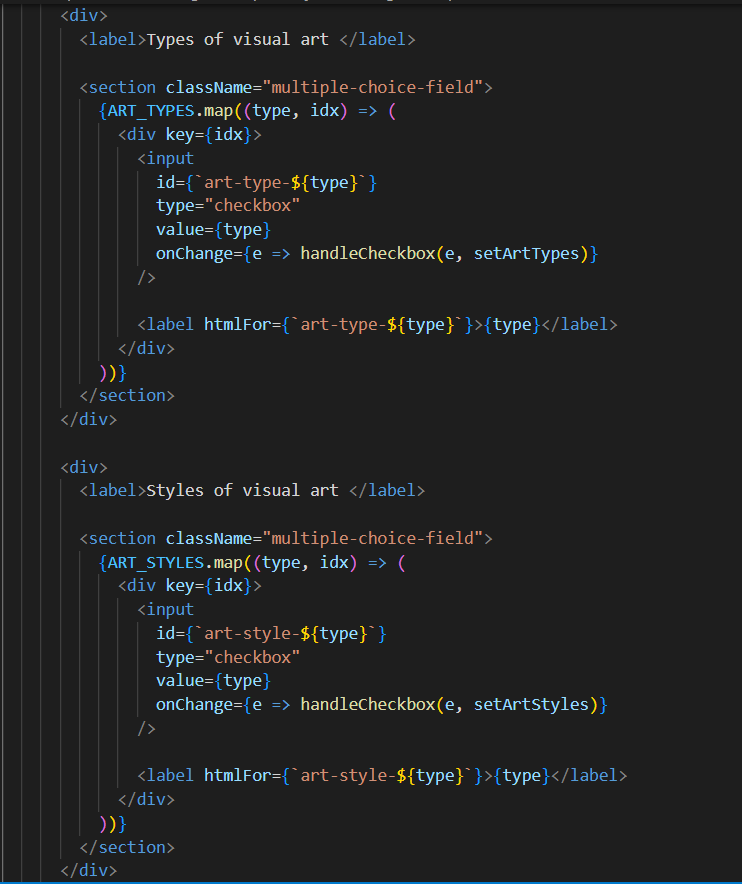 <div>
<label>Types of visual art </label>
<section className="multiple-choice-field">
{ART_TYPES.map((type, idx) => (
<div key={idx}>
<input
id={`art-type-${type}`}
type="checkbox"
value={type}
onChange={e => handleCheckbox(e, setArtTypes)}
/>
<label htmlFor={`art-type-${type}`}>{type}</label>
</div>
))}
</section>
</div>
<div>
<label>Styles of visual art </label>
<section className="multiple-choice-field">
{ART_STYLES.map((type, idx) => (
<div key={idx}>
<input
id={`art-style-${type}`}
type="checkbox"
value={type}
onChange={e => handleCheckbox(e, setArtStyles)}
/>
<label htmlFor={`art-style-${type}`}>{type}</label>
</div>
))}
</section>
</div>